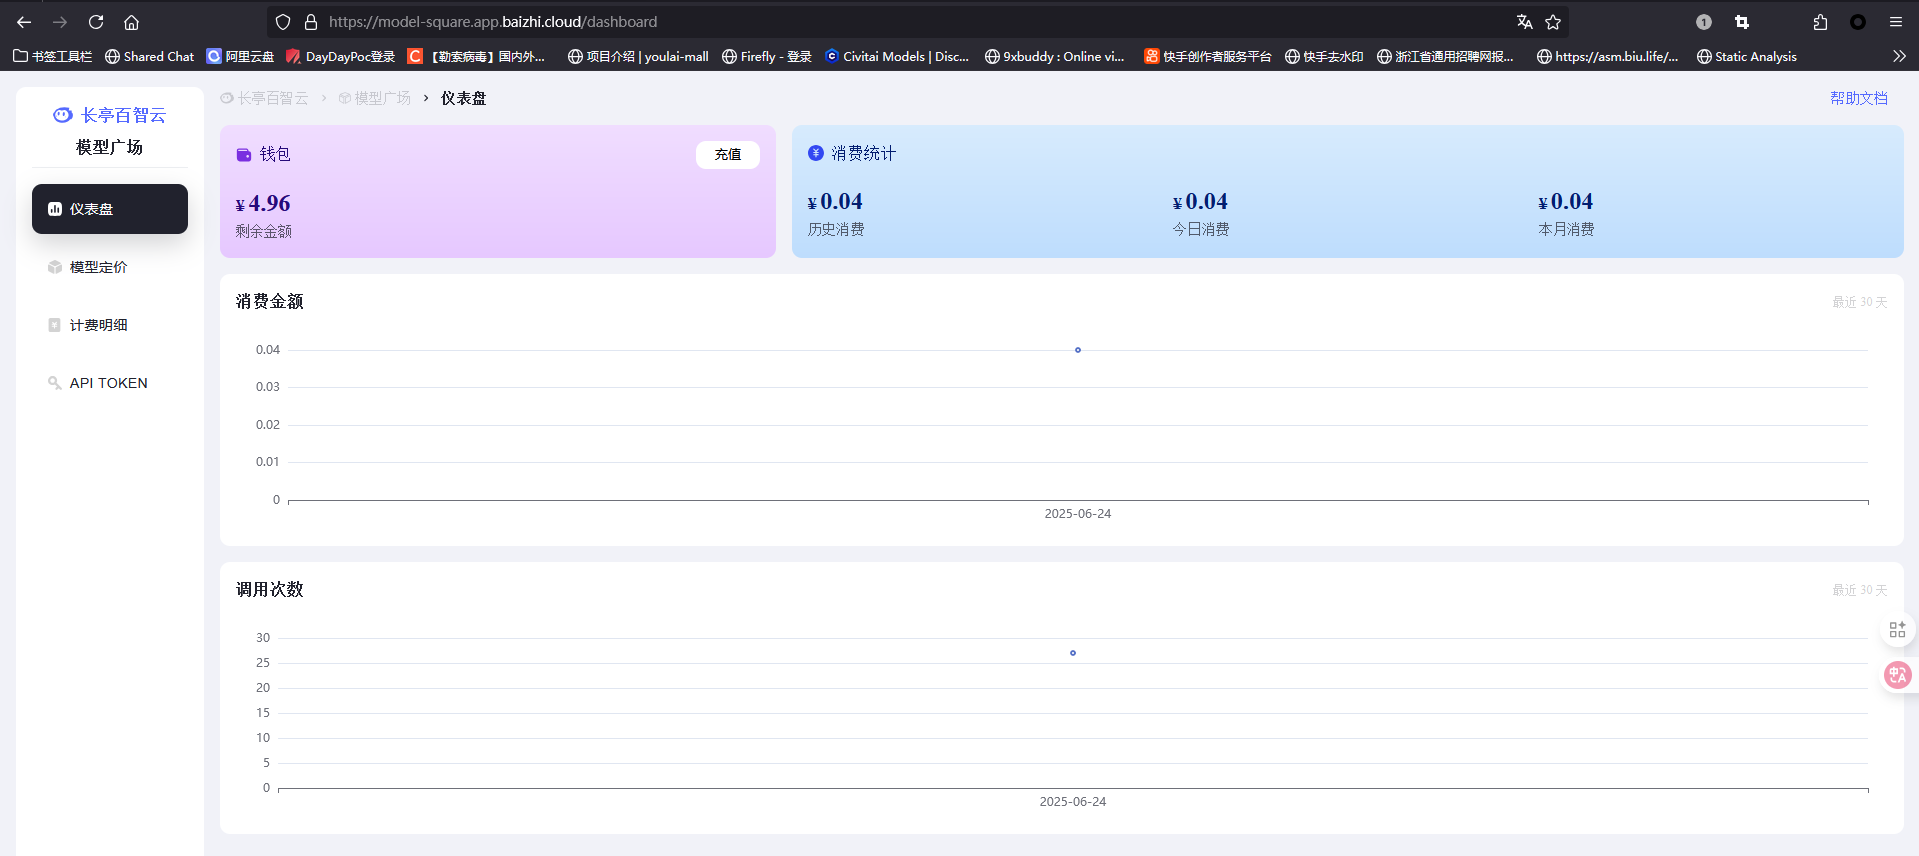 https://model-square.app.baizhi.cloud/dashboard
1
书签工具栏 Shared Chat 阿里云盘 DayDayPoc登录 【勒索病毒】国内外... 项目介绍 | youlai-mall Firefly - 登录 Civitai Models | Disc... 9xbuddy : Online vi... 快手创作者服务平台 快手去水印 浙江省通用招聘网报... https://asm.biu.life/... Static Analysis
长亭百智云
模型广场
仪表盘
模型定价
计费明细
API TOKEN
长亭百智云 › 模型广场 › 仪表盘
帮助文档
钱包
充值
¥ 4.96
剩余金额
消费统计
¥ 0.04
历史消费
¥ 0.04
今日消费
¥ 0.04
本月消费
消费金额
最近 30 天
0.04
0.03
0.02
0.01
0
2025-06-24
调用次数
最近 30 天
30
25
20
15
10
5
0
2025-06-24